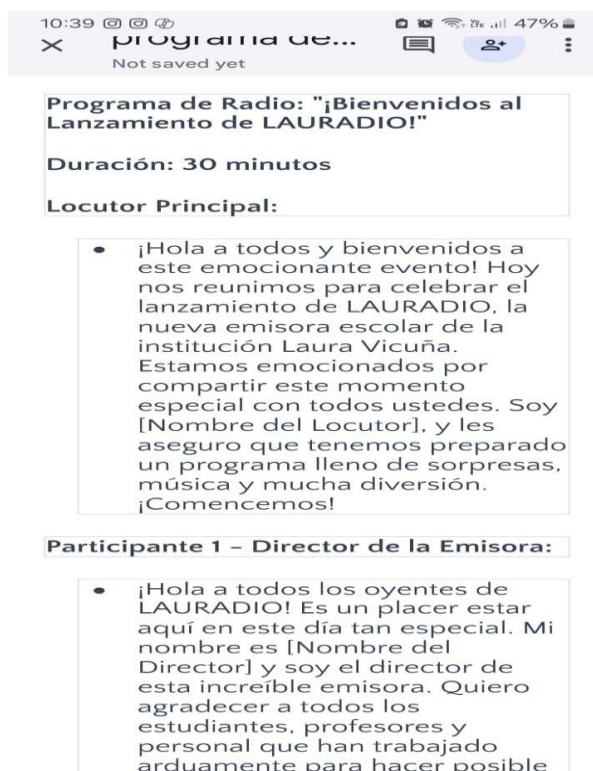 10:39
47%
programa de...
Not saved yet
Programa de Radio: "¡Bienvenidos al
Lanzamiento de LAURADIO!"
Duración: 30 minutos
Locutor Principal:
• ¡Hola a todos y bienvenidos a
este emocionante evento! Hoy
nos reunimos para celebrar el
lanzamiento de LAURADIO, la
nueva emisora escolar de la
institución Laura Vicuña.
Estamos emocionados por
compartir este momento
especial con todos ustedes. Soy
[Nombre del Locutor], y les
aseguro que tenemos preparado
un programa lleno de sorpresas,
música y mucha diversión.
¡Comencemos!
Participante 1 – Director de la Emisora:
• ¡Hola a todos los oyentes de
LAURADIO! Es un placer estar
aquí en este día tan especial. Mi
nombre es [Nombre del
Director] y soy el director de
esta increíble emisora. Quiero
agradecer a todos los
estudiantes, profesores y
personal que han trabajado
arduamente para hacer posible